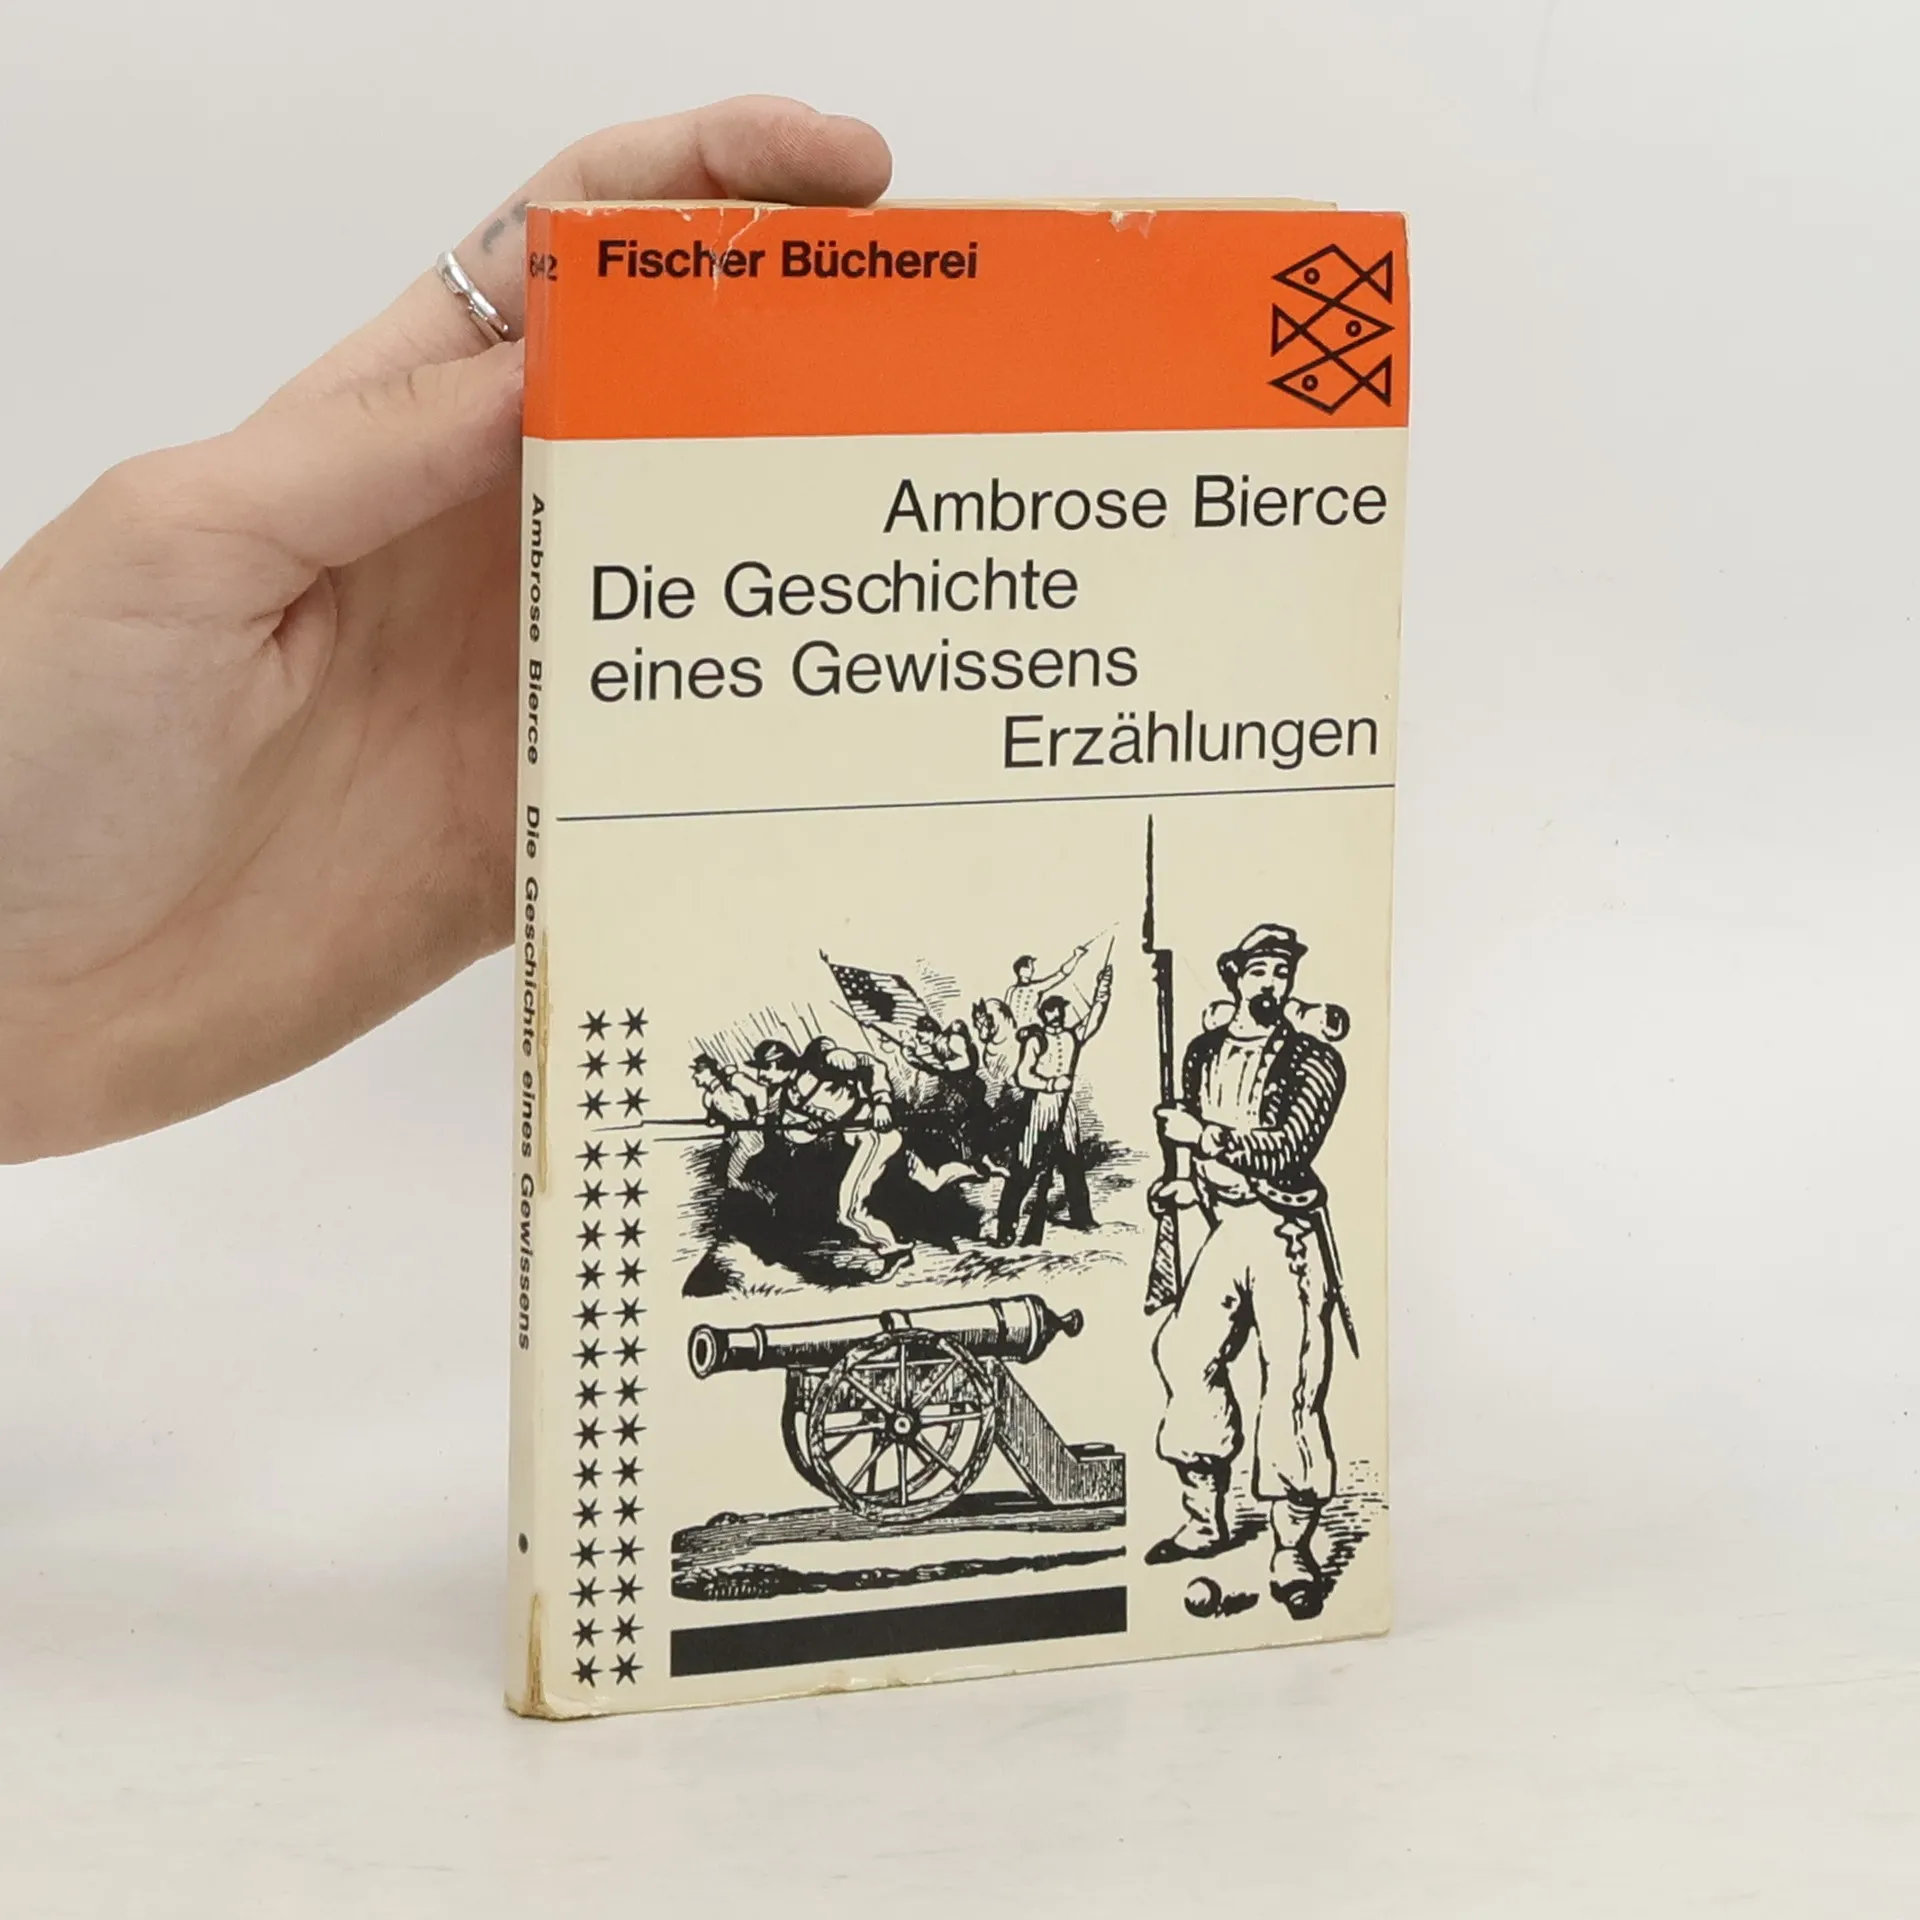 642
Fischer Bücherei
Ambrose Bierce
Die Geschichte
eines Gewissens
Erzählungen
Ambrose Bierce Die Geschichte eines Gewissens